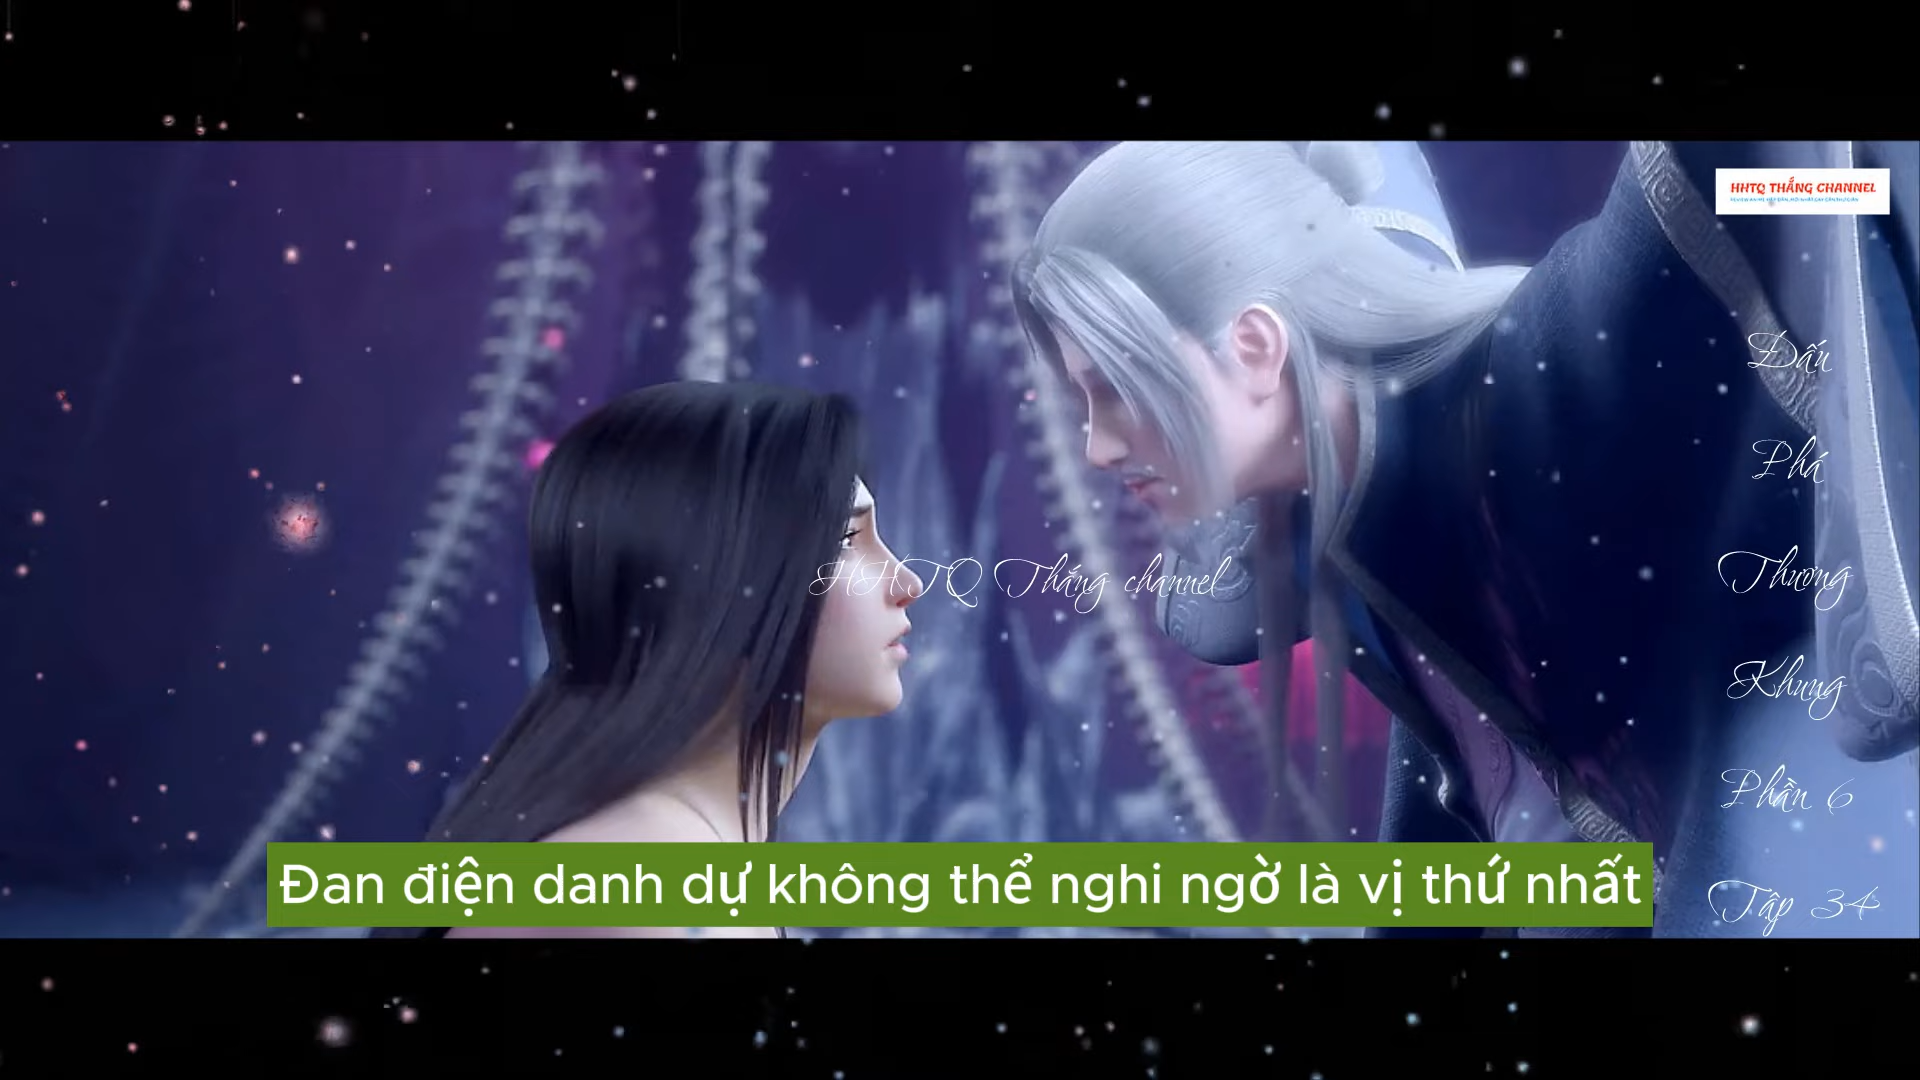 HHTQ THẮNG CHANNEL
Đấu
Phá
Thương
Khung
Phần 6
Tập 34
HHTQ Thắng channel
Đan điện danh dự không thể nghi ngờ là vị thứ nhất